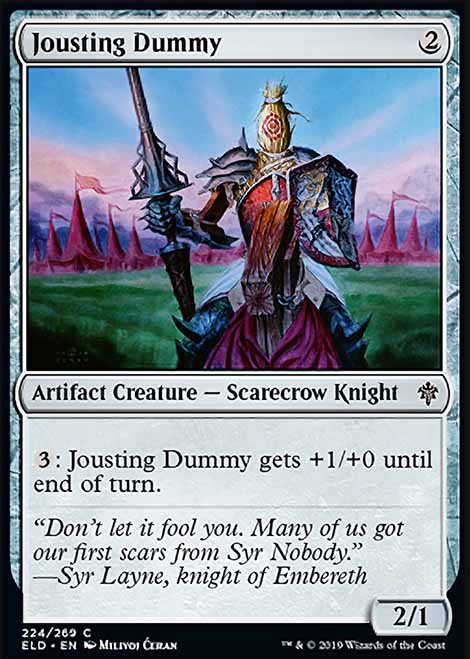 Jousting Dummy 2
Artifact Creature — Scarecrow Knight
3: Jousting Dummy gets +1/+0 until
end of turn.
“Don’t let it fool you. Many of us got
our first scars from Syr Nobody.”
—Syr Layne, knight of Embereth
2/1
224/269 C
ELD • EN Milivoj Ćeran
™ & © 2019 Wizards of the Coast